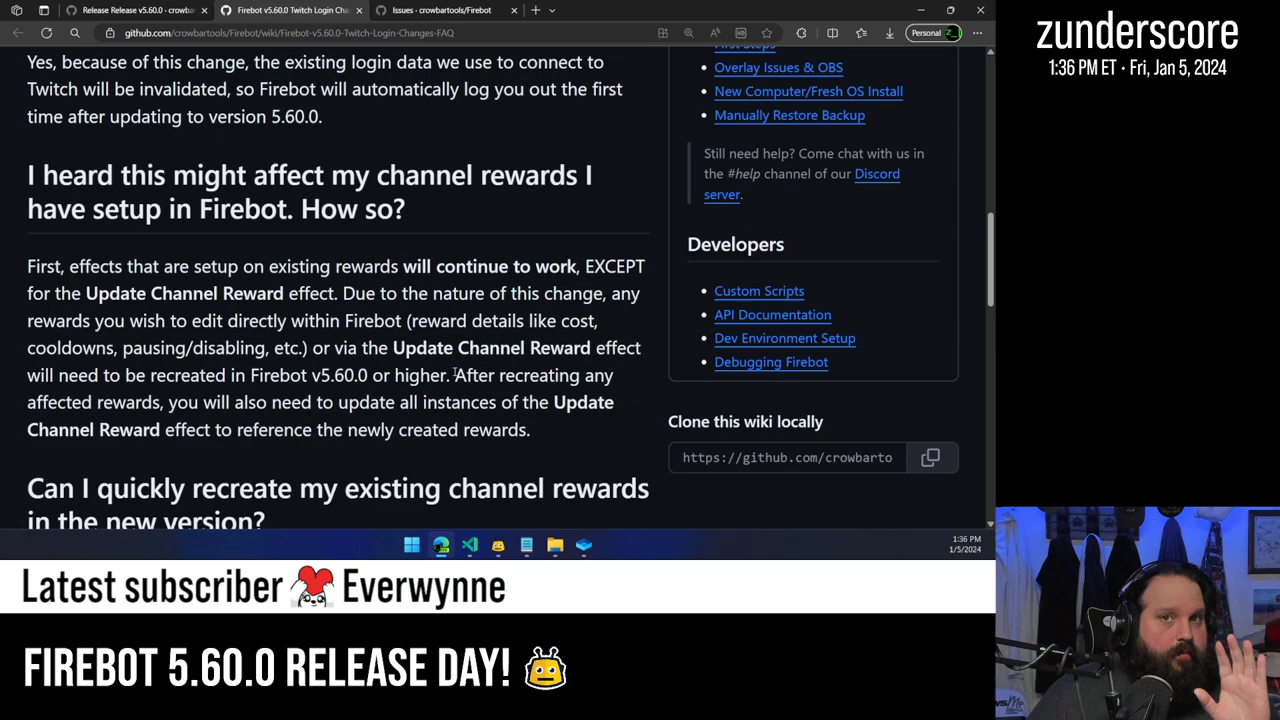 Release Release v5.60.0 · crowba
Firebot v5.60.0 Twitch Login Cha
Issues · crowbartools/Firebot
github.com/crowbartools/Firebot/wiki/Firebot-v5.60.0-Twitch-Login-Changes-FAQ
Personal
Yes, because of this change, the existing login data we use to connect to
Twitch will be invalidated, so Firebot will automatically log you out the first
time after updating to version 5.60.0.
I heard this might affect my channel rewards I
have setup in Firebot. How so?
First, effects that are setup on existing rewards will continue to work, EXCEPT
for the Update Channel Reward effect. Due to the nature of this change, any
rewards you wish to edit directly within Firebot (reward details like cost,
cooldowns, pausing/disabling, etc.) or via the Update Channel Reward effect
will need to be recreated in Firebot v5.60.0 or higher. After recreating any
affected rewards, you will also need to update all instances of the Update
Channel Reward effect to reference the newly created rewards.
Can I quickly recreate my existing channel rewards
in the new version?
First Steps
Overlay Issues & OBS
New Computer/Fresh OS Install
Manually Restore Backup
Still need help? Come chat with us in
the #help channel of our Discord
server.
Developers
Custom Scripts
API Documentation
Dev Environment Setup
Debugging Firebot
Clone this wiki locally
https://github.com/crowbarto
1:36 PM
1/5/2024
zunderscore
1:36 PM ET • Fri, Jan 5, 2024
Latest subscriber Everwynne
FIREBOT 5.60.0 RELEASE DAY!